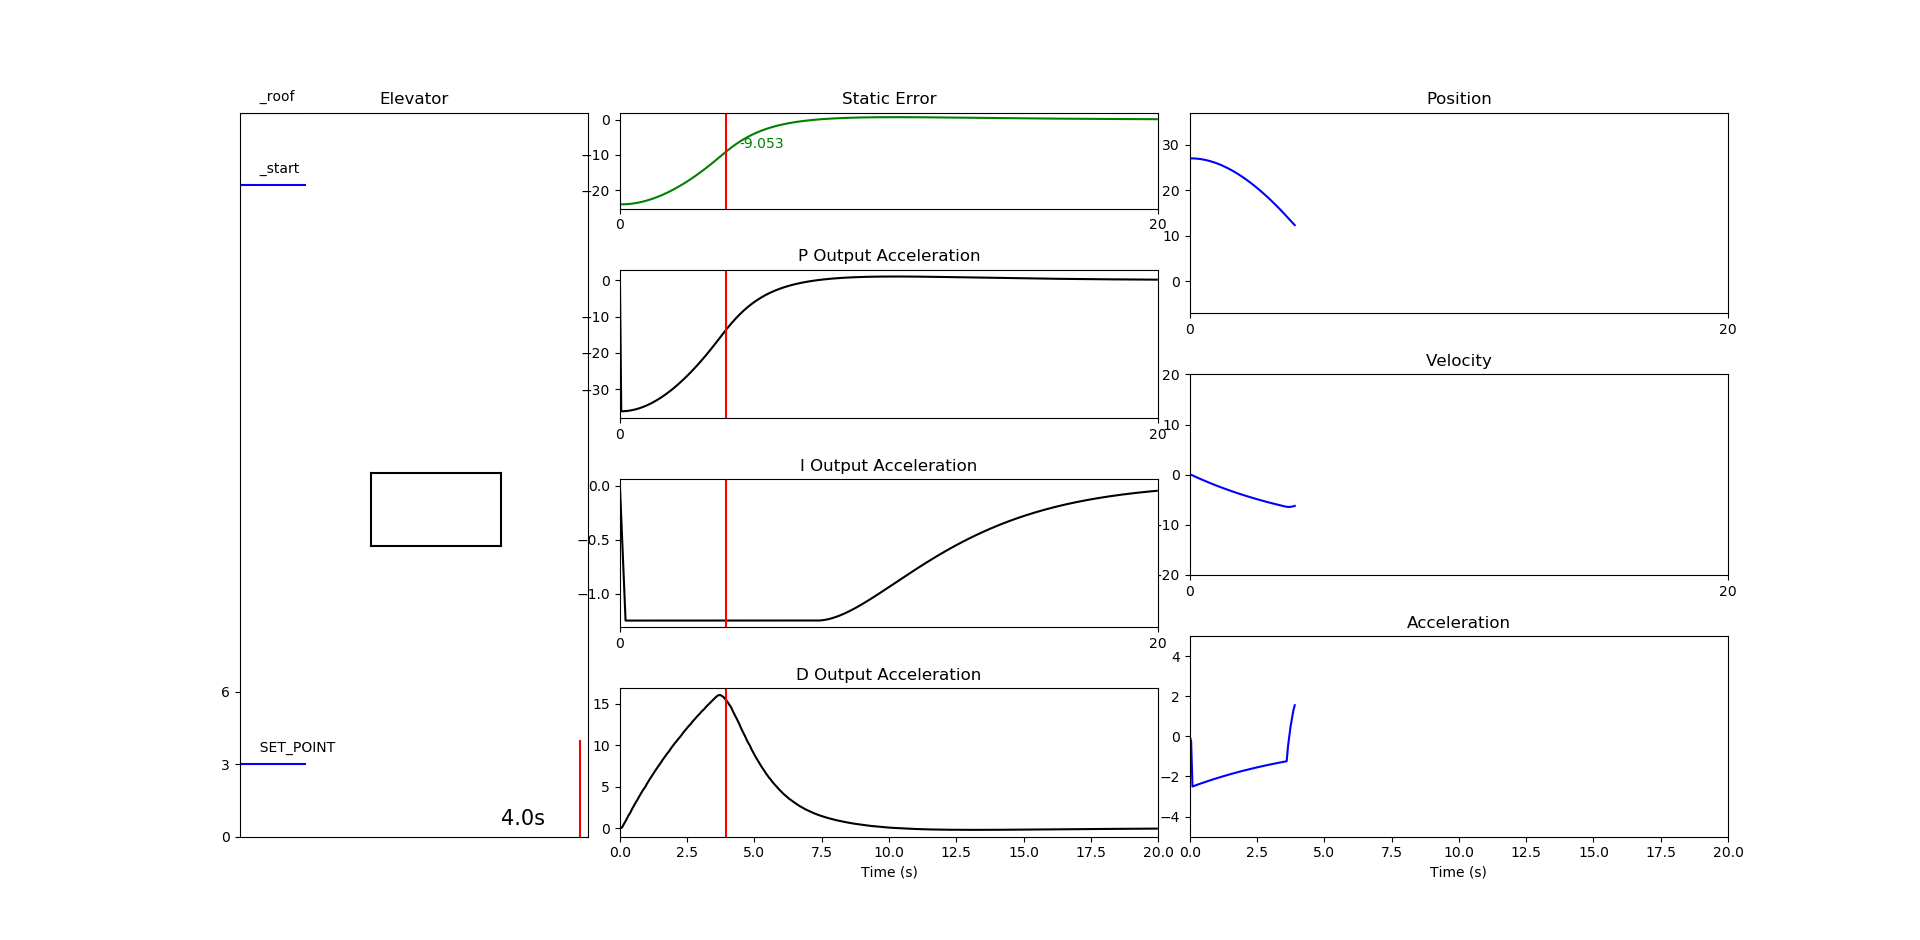 _roof
Elevator
_start
6
SET_POINT
3
4.0s
0
Static Error
0
−10
−20
-9.053
0 20
P Output Acceleration
0
−10
−20
−30
0 20
I Output Acceleration
0.0
−0.5
−1.0
0 20
D Output Acceleration
15
10
5
0
0.0 2.5 5.0 7.5 10.0 12.5 15.0 17.5 20.0
Time (s)
Position
30
20
10
0
0 20
Velocity
20
10
0
−10
−20
0 20
Acceleration
4
2
0
−2
−4
0.0 2.5 5.0 7.5 10.0 12.5 15.0 17.5 20.0
Time (s)